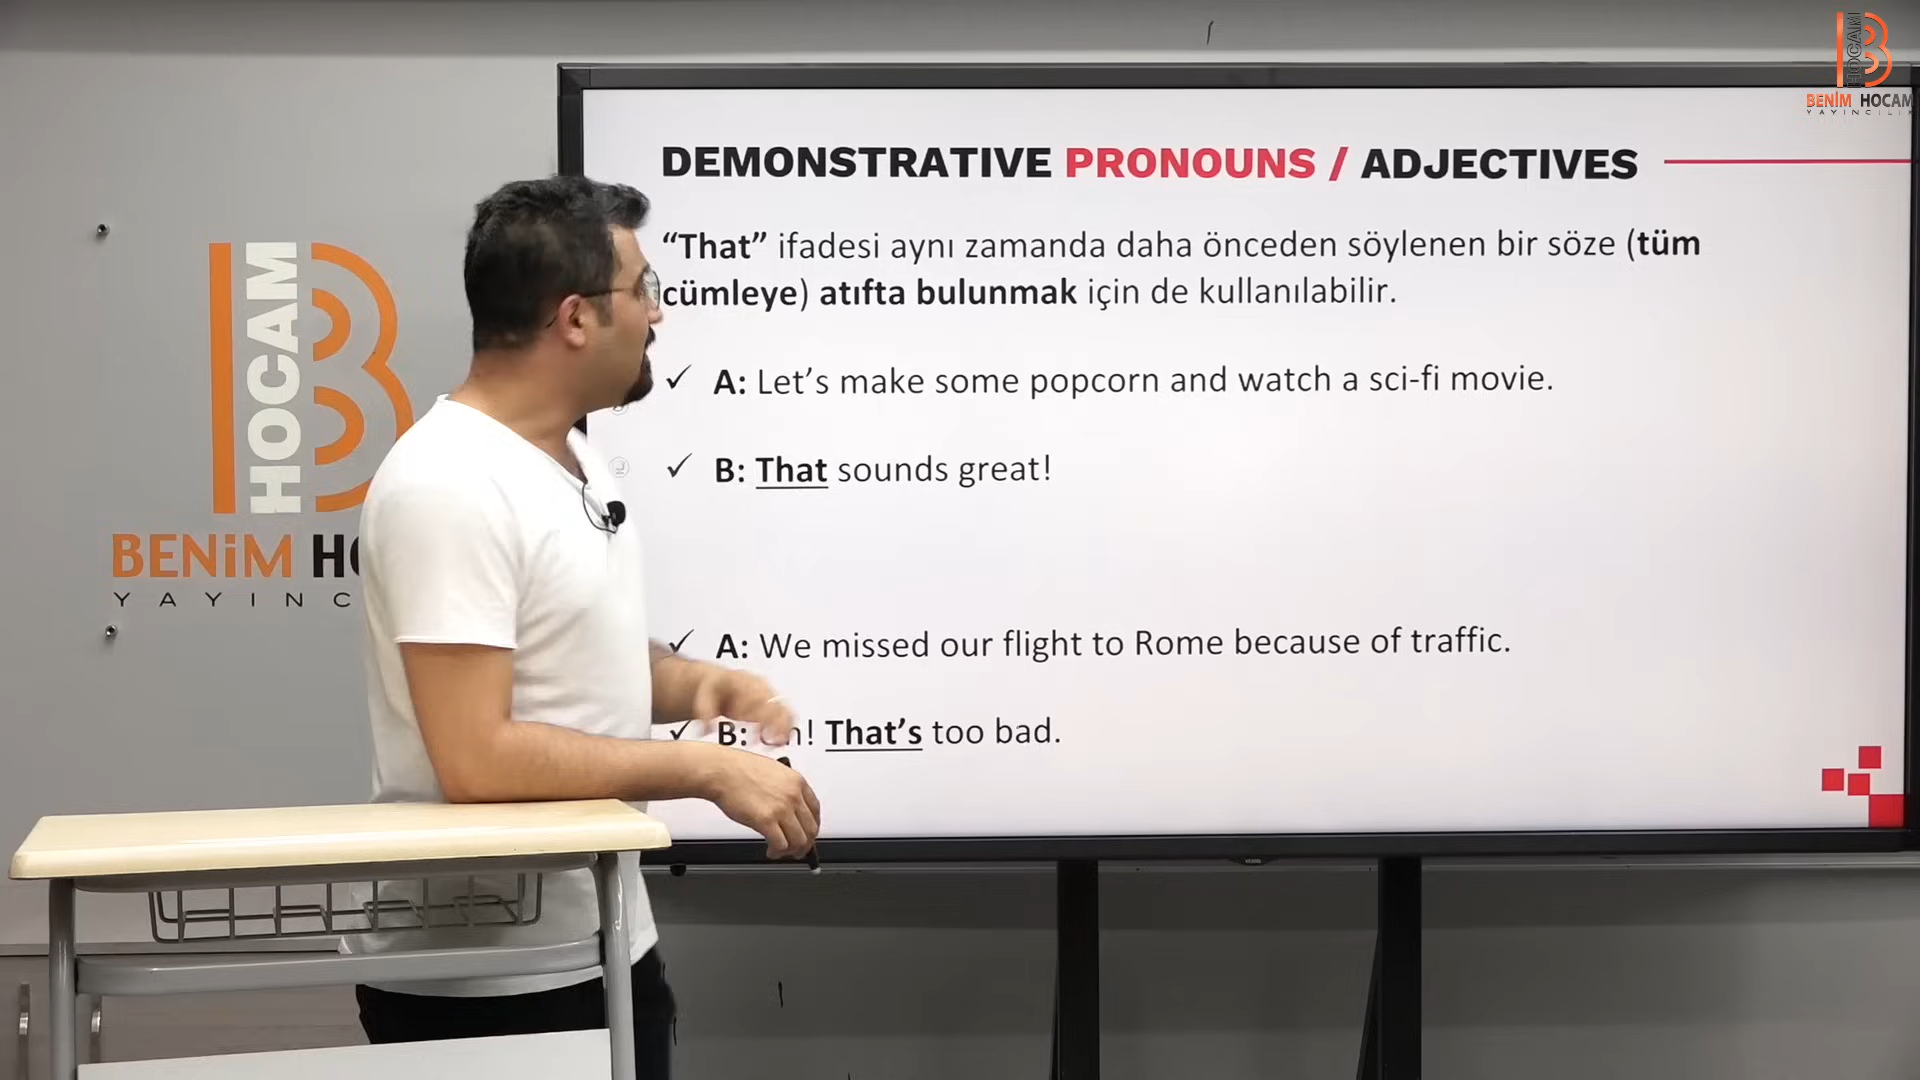 HOCAM
BENİM HOCAM
YAYINCILIK
DEMONSTRATIVE PRONOUNS / ADJECTIVES
“That” ifadesi aynı zamanda daha önceden söylenen bir söze (tüm
cümleye) atıfta bulunmak için de kullanılabilir.
✓ A: Let’s make some popcorn and watch a sci-fi movie.
✓ B: That sounds great!
✓ A: We missed our flight to Rome because of traffic.
✓ B: ! That’s too bad.
HOCAM
BENiM
YAYINC